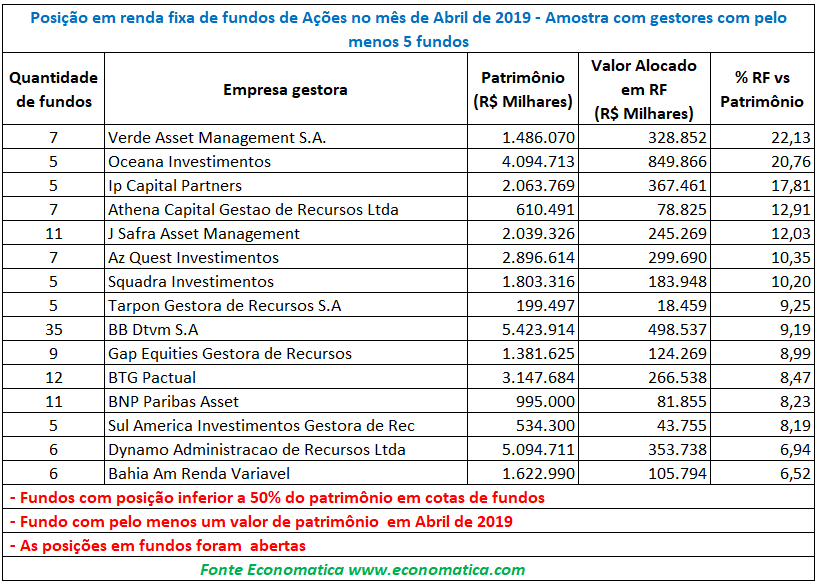 Posição em renda fixa de fundos de Ações no mês de Abril de 2019 - Amostra com gestores com pelo
menos 5 fundos
Quantidade de fundos Empresa gestora Patrimônio (R$ Milhares) Valor Alocado em RF (R$ Milhares) % RF vs Patrimônio
7 Verde Asset Management S.A. 1.486.070 328.852 22,13
5 Oceana Investimentos 4.094.713 849.866 20,76
5 Ip Capital Partners 2.063.769 367.461 17,81
7 Athena Capital Gestao de Recursos Ltda 610.491 78.825 12,91
11 J Safra Asset Management 2.039.326 245.269 12,03
7 Az Quest Investimentos 2.896.614 299.690 10,35
5 Squadra Investimentos 1.803.316 183.948 10,20
5 Tarpon Gestora de Recursos S.A 199.497 18.459 9,25
35 BB Dtvm S.A 5.423.914 498.537 9,19
9 Gap Equities Gestora de Recursos 1.381.625 124.269 8,99
12 BTG Pactual 3.147.684 266.538 8,47
11 BNP Paribas Asset 995.000 81.855 8,23
5 Sul America Investimentos Gestora de Rec 534.300 43.755 8,19
6 Dynamo Administracao de Recursos Ltda 5.094.711 353.738 6,94
6 Bahia Am Renda Variavel 1.622.990 105.794 6,52
- Fundos com posição inferior a 50% do patrimônio em cotas de fundos
- Fundo com pelo menos um valor de patrimônio em Abril de 2019
- As posições em fundos foram abertas
Fonte Economatica www.economatica.com